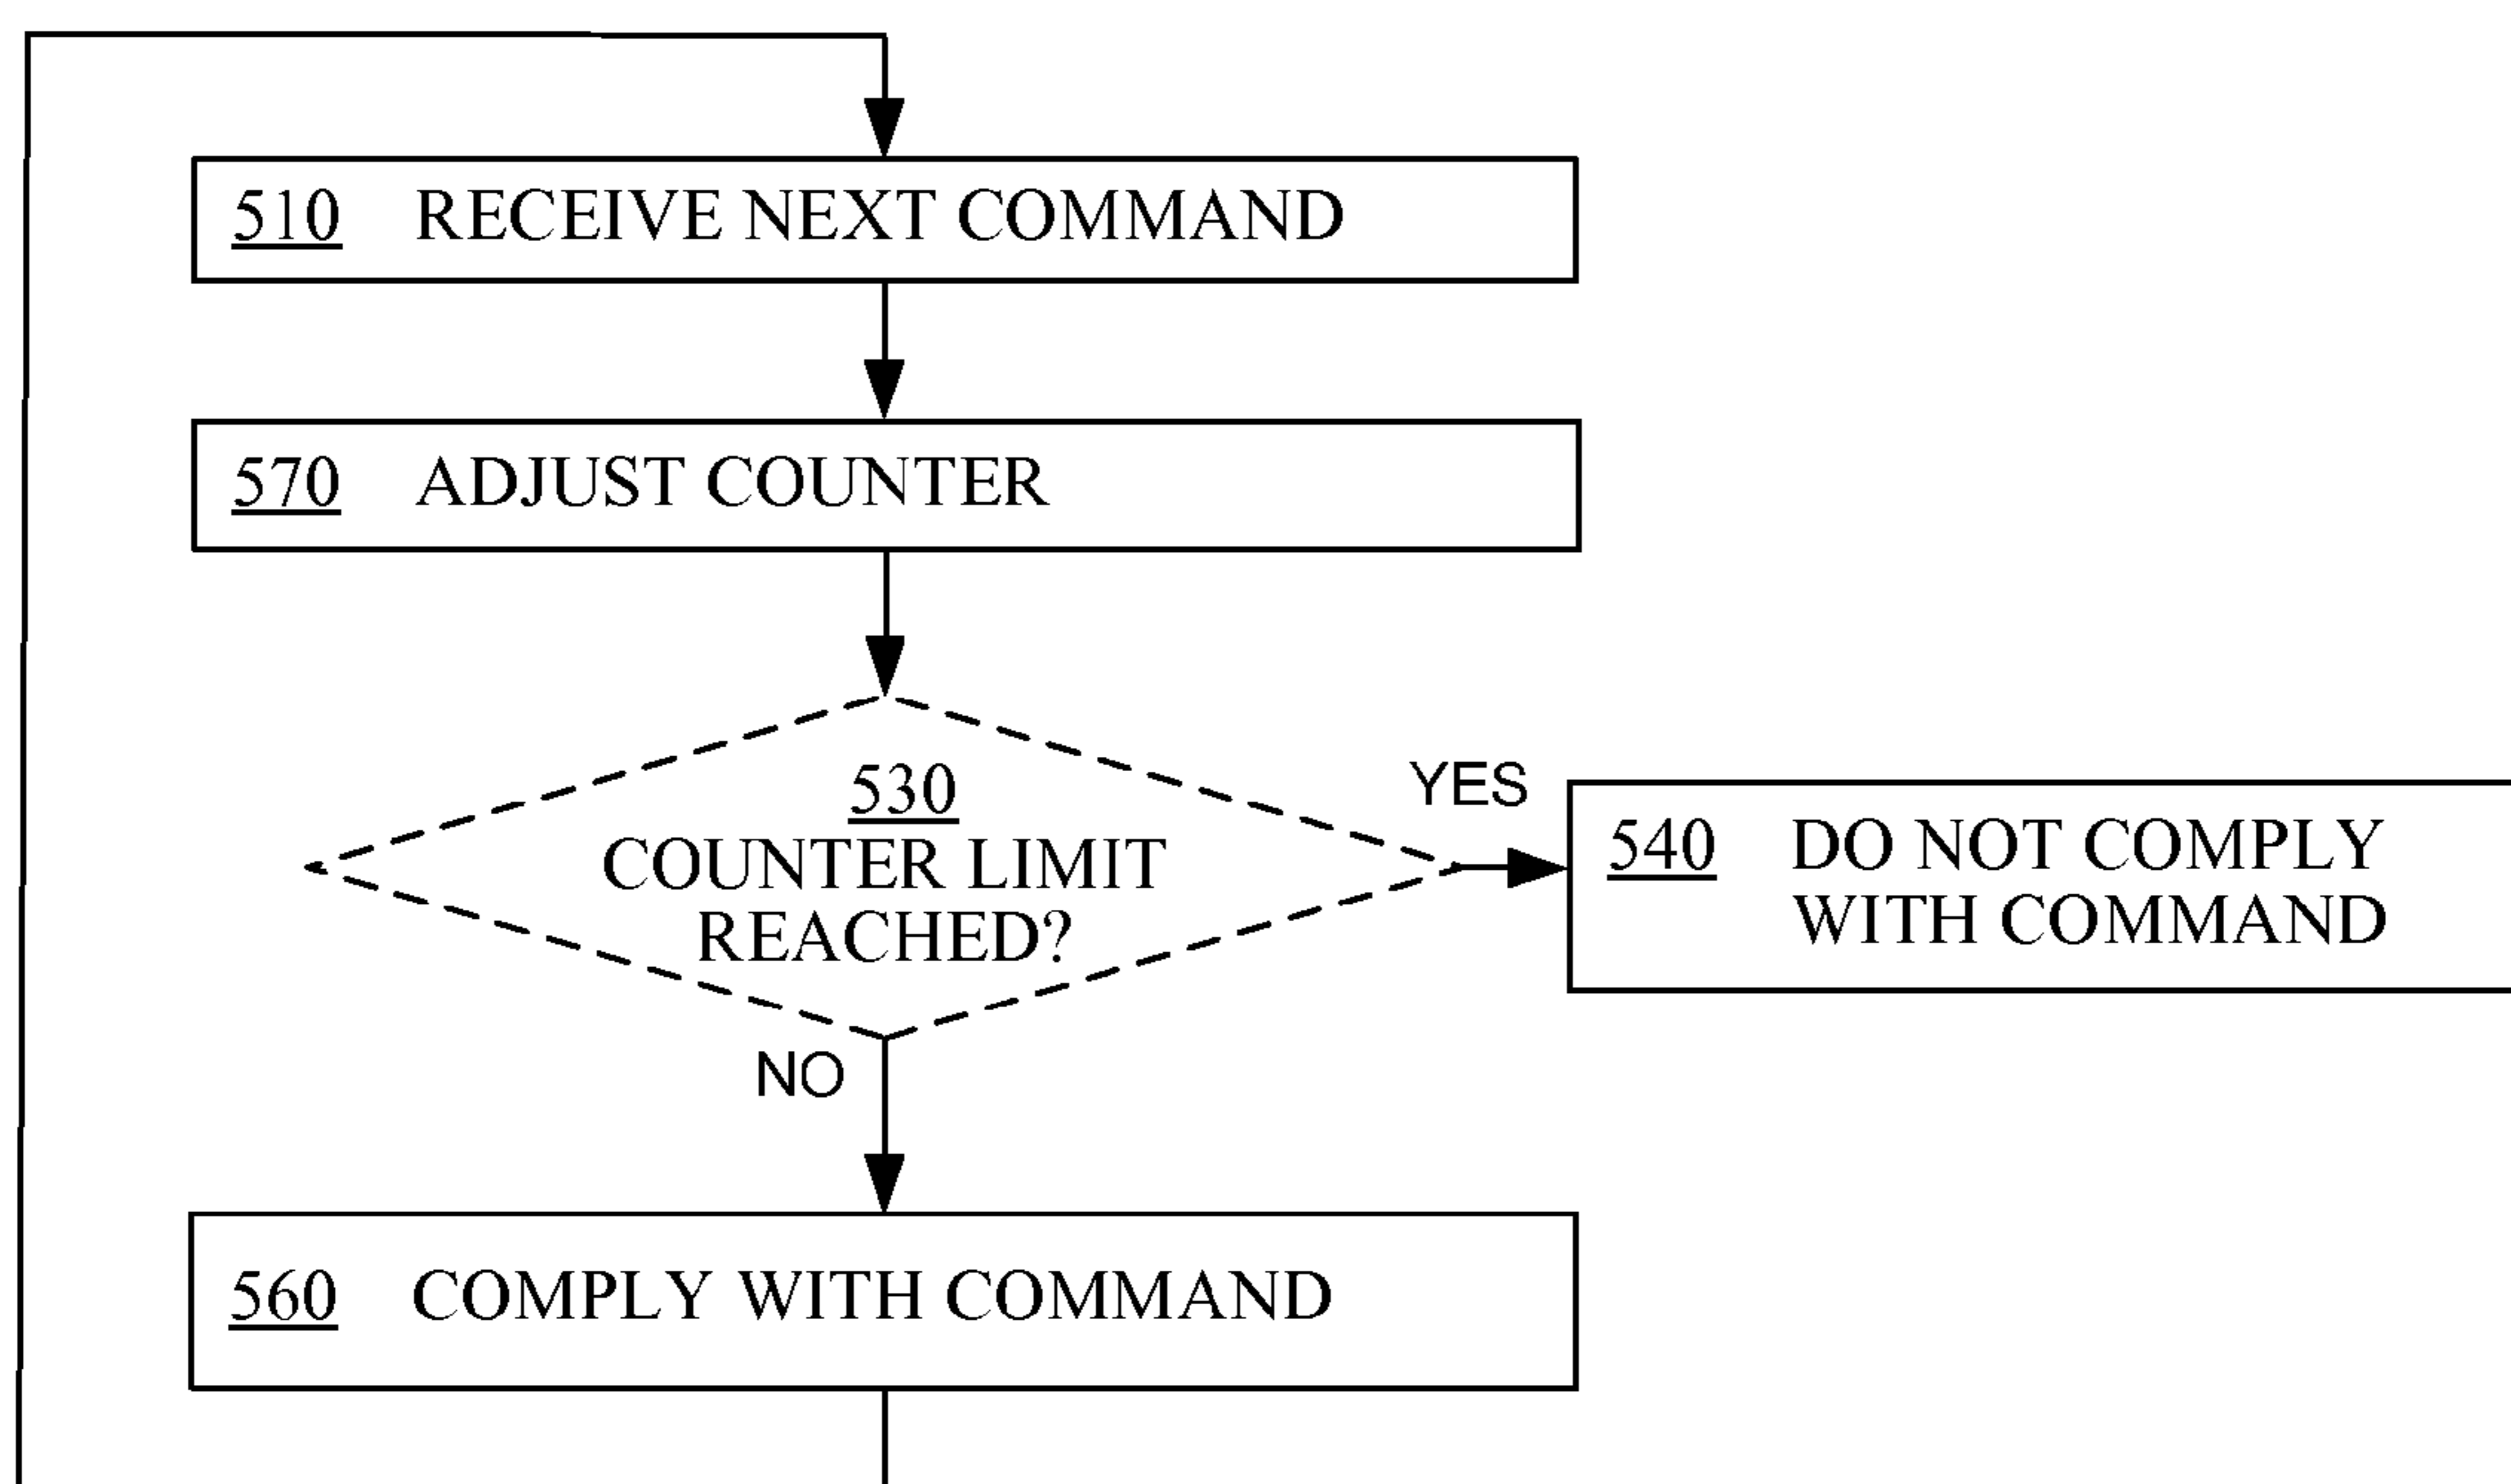 510 RECEIVE NEXT COMMAND
570 ADJUST COUNTER
530
COUNTER LIMIT
REACHED?
YES
540 DO NOT COMPLY
WITH COMMAND
NO
560 COMPLY WITH COMMAND